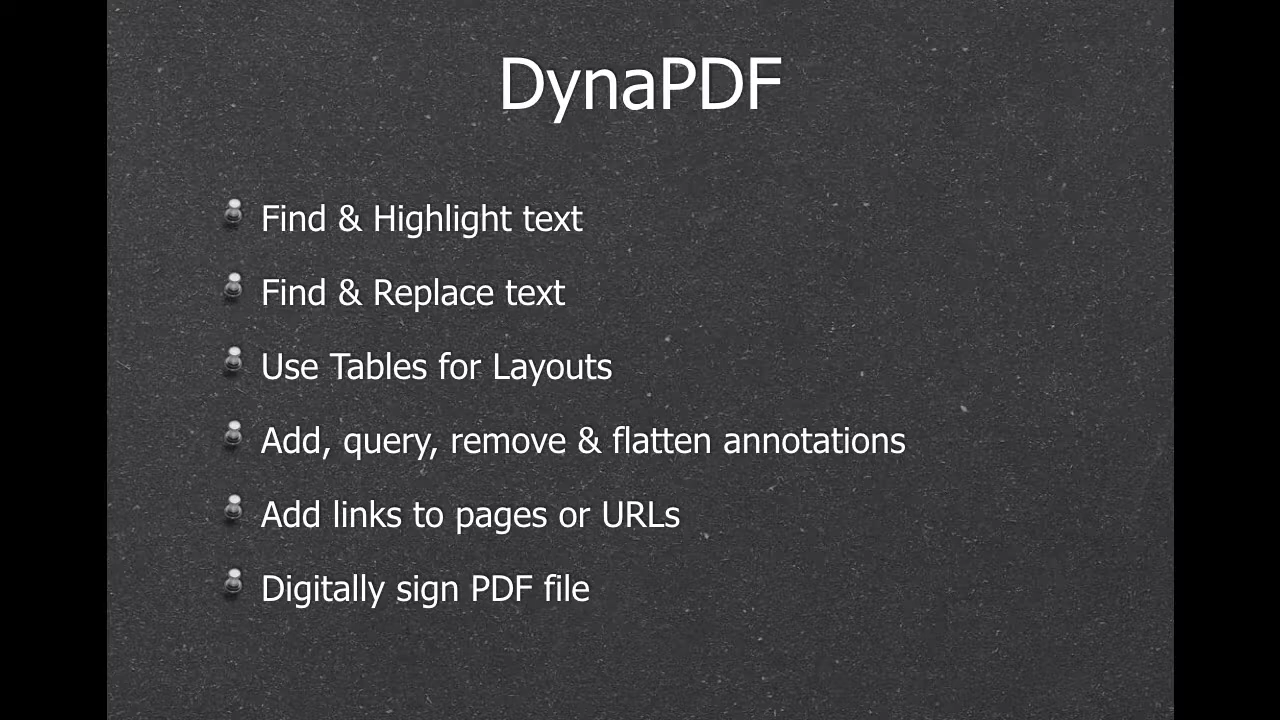 DynaPDF
Find & Highlight text
Find & Replace text
Use Tables for Layouts
Add, query, remove & flatten annotations
Add links to pages or URLs
Digitally sign PDF file